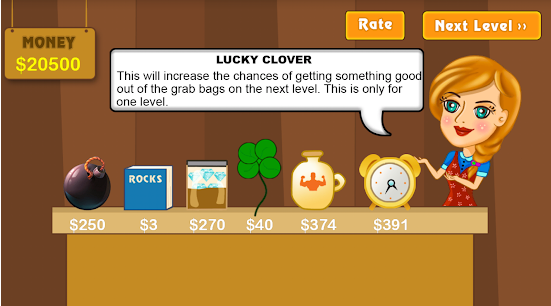 MONEY
$20500
Rate
Next Level ››
LUCKY CLOVER
This will increase the chances of getting something good
out of the grab bags on the next level. This is only for
one level.
ROCKS
$250
$3
$270
$40
$374
$391